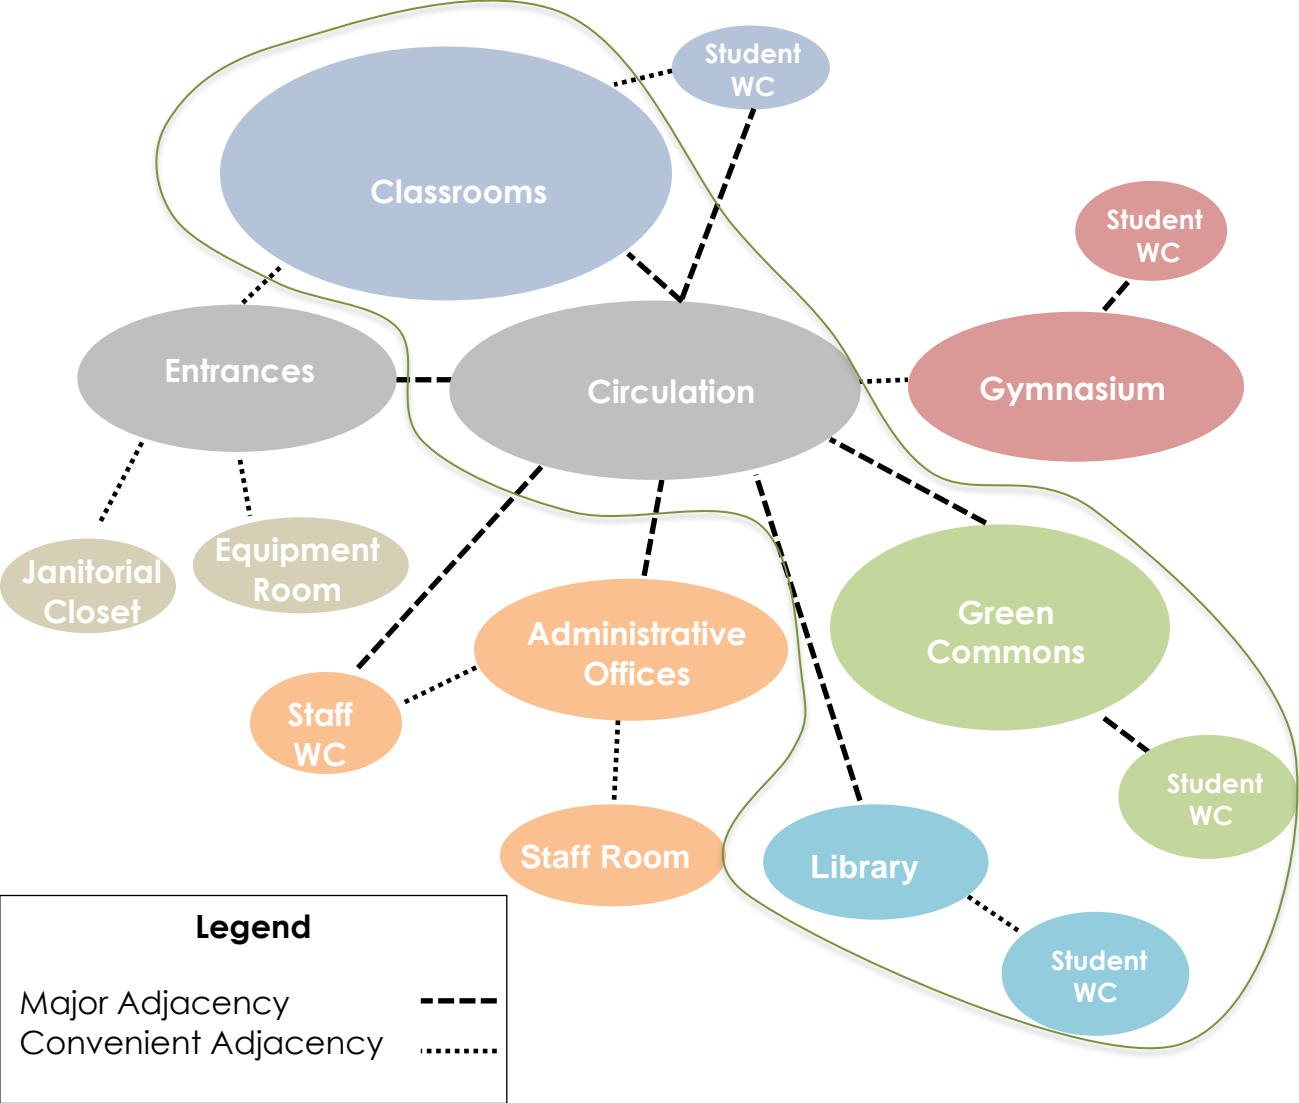 Student
WC
Classrooms
Student
WC
Entrances
Circulation
Gymnasium
Janitorial
Closet
Equipment
Room
Administrative
Offices
Green
Commons
Staff
WC
Student
WC
Staff Room
Library
Student
WC
Legend
Major Adjacency
Convenient Adjacency